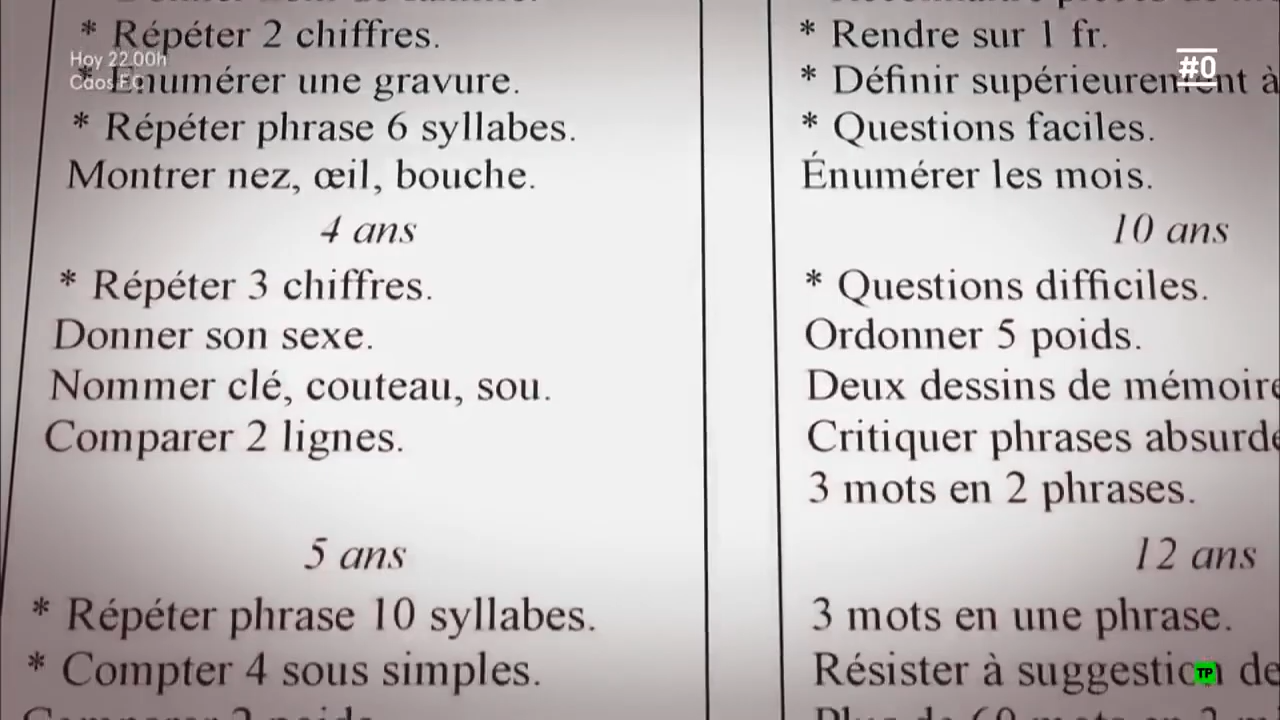 * Répéter 2 chiffres.
Hoy 22.00h
* Énumérer une gravure.
Caos F.C.
* Répéter phrase 6 syllabes.
Montrer nez, œil, bouche.
4 ans
* Répéter 3 chiffres.
Donner son sexe.
Nommer clé, couteau, sou.
Comparer 2 lignes.
5 ans
* Répéter phrase 10 syllabes.
* Compter 4 sous simples.
* Rendre sur 1 fr.
#0
* Définir supérieurement à
* Questions faciles.
Énumérer les mois.
10 ans
* Questions difficiles.
Ordonner 5 poids.
Deux dessins de mémoire
Critiquer phrases absurde
3 mots en 2 phrases.
12 ans
3 mots en une phrase.
Résister à suggestion de
TP